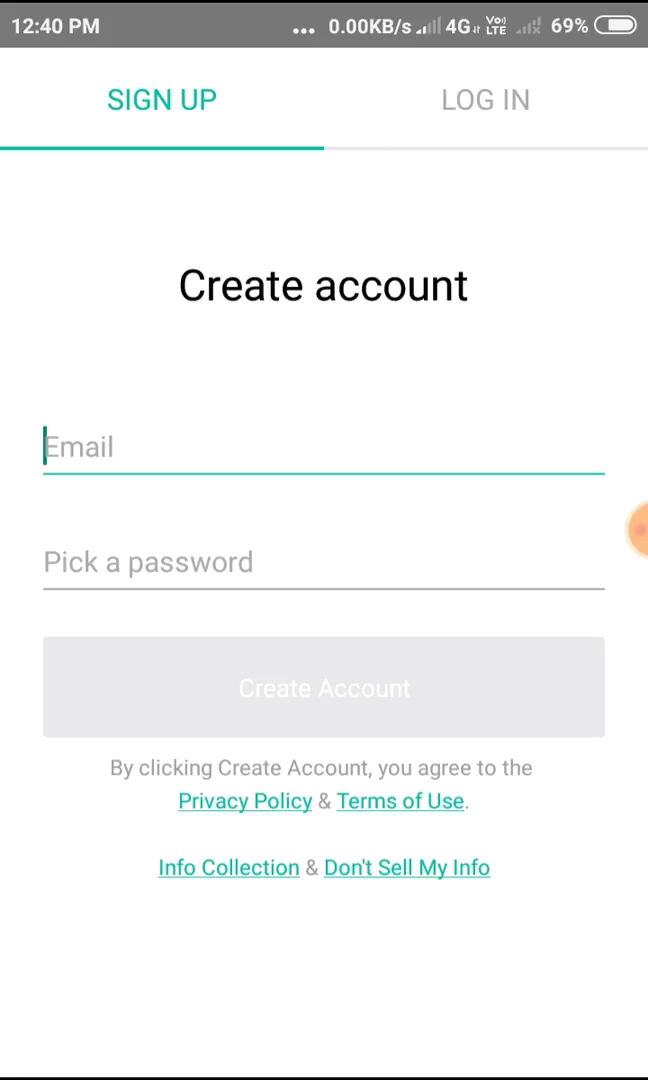 12:40 PM ... 0.00KB/s 4G Vo) LTE 69%
SIGN UP LOG IN
Create account
Email
Pick a password
Create Account
By clicking Create Account, you agree to the
Privacy Policy & Terms of Use.
Info Collection & Don't Sell My Info